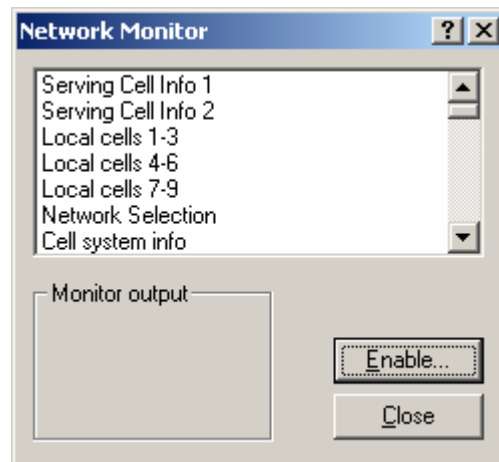 Network Monitor
Serving Cell Info 1
Serving Cell Info 2
Local cells 1-3
Local cells 4-6
Local cells 7-9
Network Selection
Cell system info
Monitor output
Enable...
Close